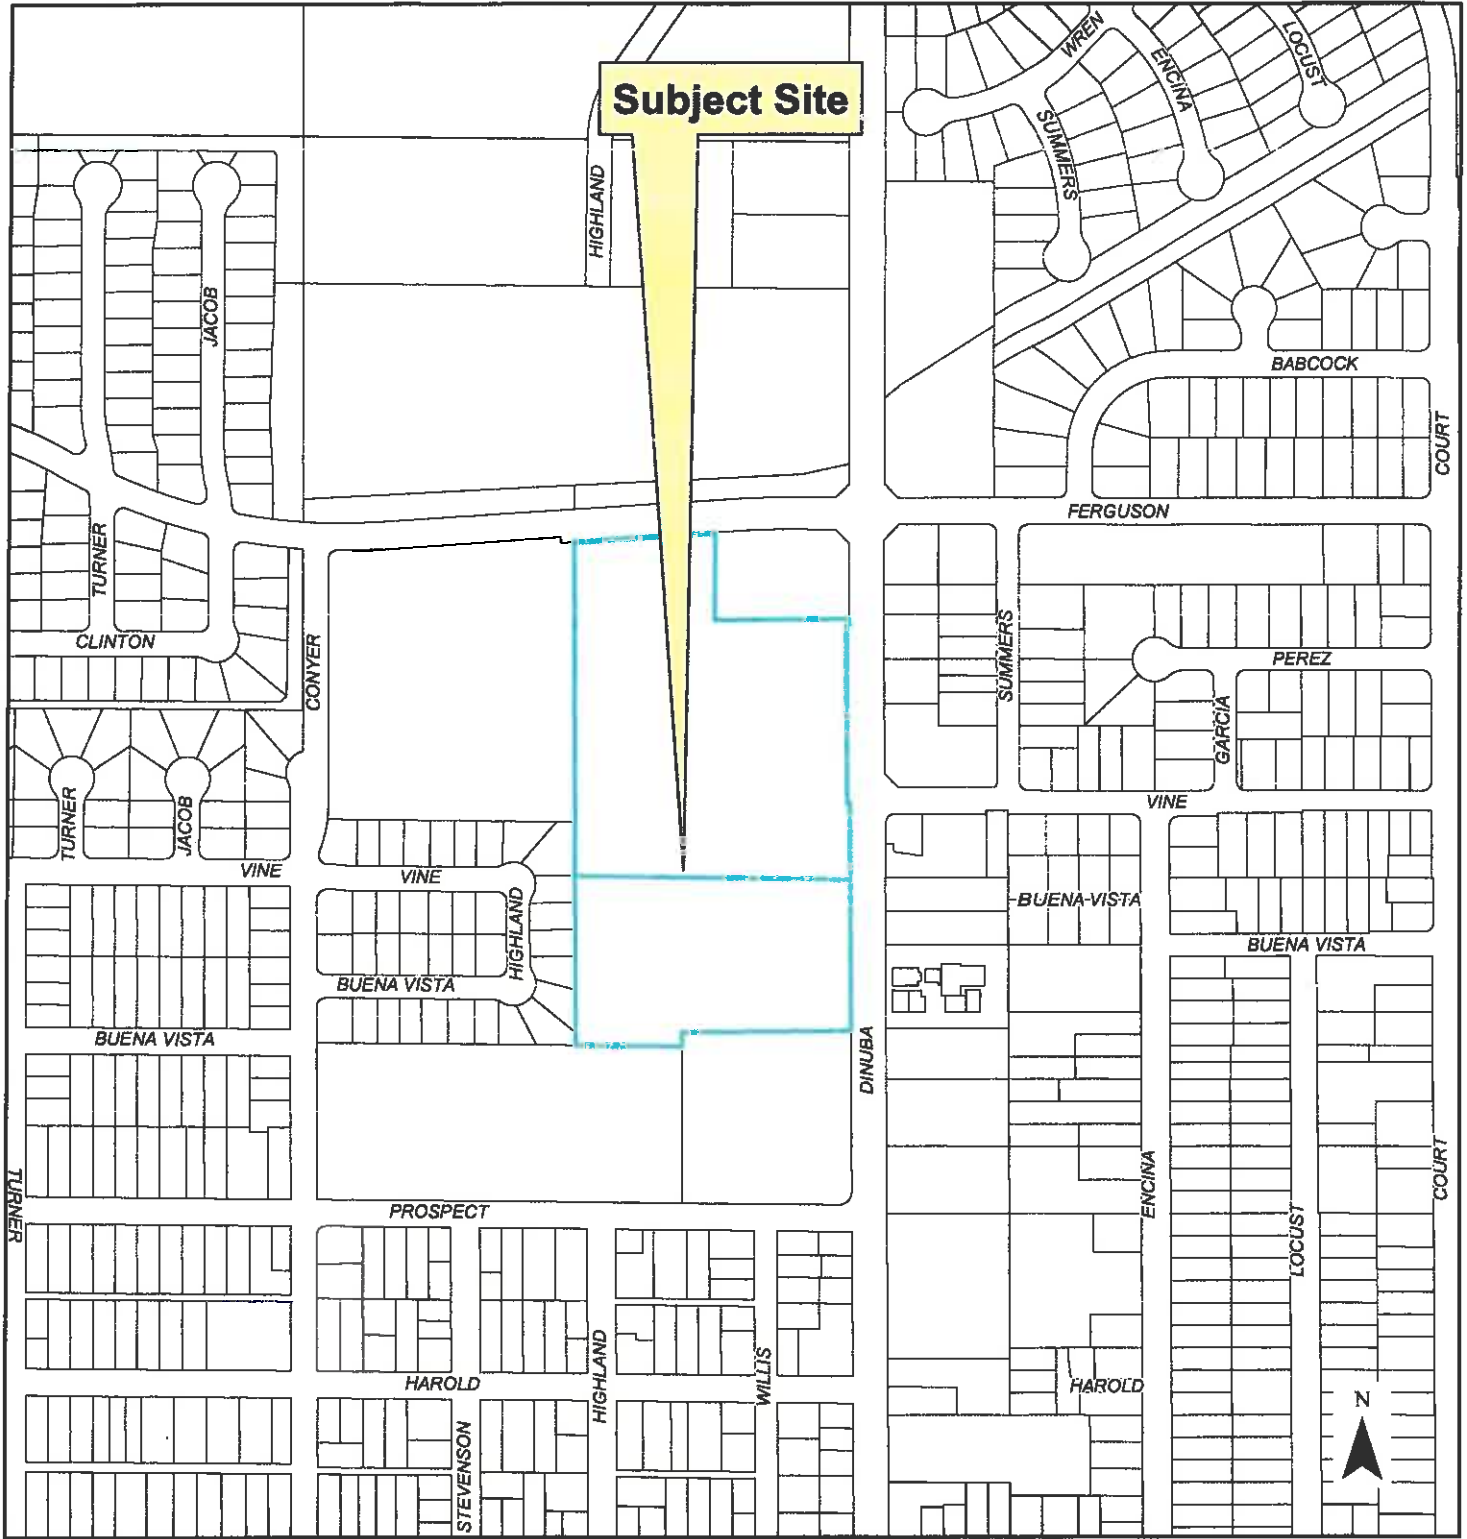 WREN
ENCINA
LOCUST
Subject Site
SUMMERS
HIGHLAND
JACOB
BABCOCK
COURT
FERGUSON
TURNER
CLINTON
CONYER
SUMMERS
PEREZ
GARCIA
TURNER
JACOB
VINE
VINE
VINE
HIGHLAND
BUENA VISTA
BUENA VISTA
BUENA VISTA
BUENA VISTA
DINUBA
TURNER
ENCINA
COURT
PROSPECT
LOCUST
HIGHLAND
WILLIS
HAROLD
HAROLD
N
STEVENSON